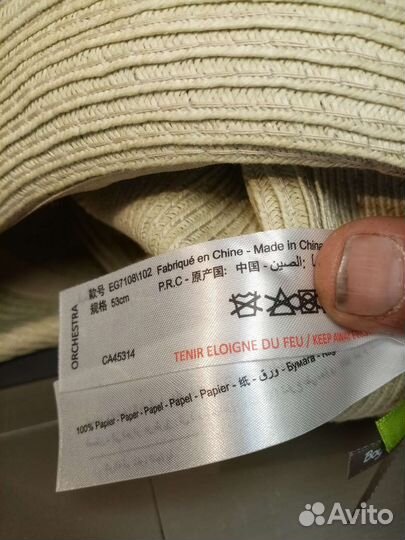 ORCHESTRA
款号 EG7108\102 Fabriqué en Chine - Made in China
规格 53cm P.R.C - 原产国: 中国 - الصين:
CA45314
TENIR ELOIGNE DU FEU / KEEP AWAY
100% Papier - Paper - Papel - Papel - Papier - 纸 - ورق - Бумага
Avito